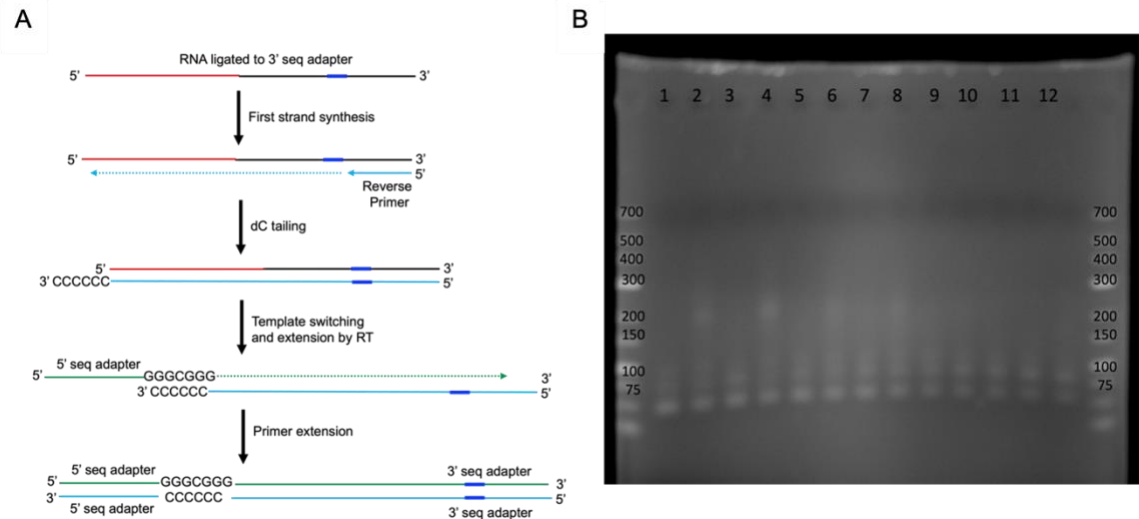 A
RNA ligated to 3' seq adapter
5' 3'
First strand synthesis
5' 3'
5'
Reverse
Primer
dC tailing
5' 3'
3' CCCCCC 5'
Template switching
and extension by RT
5' seq adapter
5' GGGCGGG 3'
3' CCCCCC 5'
Primer extension
5' seq adapter 3' seq adapter
5' GGGCGGG 3'
3' CCCCCC 5'
5' seq adapter 3' seq adapter
B
1 2 3 4 5 6 7 8 9 10 11 12
700 700
500 500
400 400
300 300
200 200
150 150
100 100
75 75